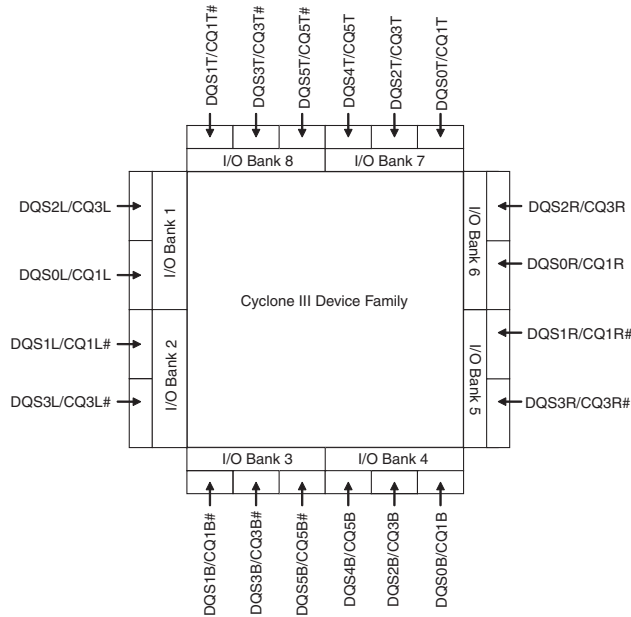 DQS1T/CQ1T#
DQS3T/CQ3T#
DQS5T/CQ5T#
DQS4T/CQ5T
DQS2T/CQ3T
DQS0T/CQ1T
I/O Bank 8
I/O Bank 7
DQS2L/CQ3L
DQS0L/CQ1L
I/O Bank 1
DQS1L/CQ1L#
DQS3L/CQ3L#
I/O Bank 2
Cyclone III Device Family
I/O Bank 6
DQS2R/CQ3R
DQS0R/CQ1R
I/O Bank 5
DQS1R/CQ1R#
DQS3R/CQ3R#
I/O Bank 3
I/O Bank 4
DQS1B/CQ1B#
DQS3B/CQ3B#
DQS5B/CQ5B#
DQS4B/CQ5B
DQS2B/CQ3B
DQS0B/CQ1B